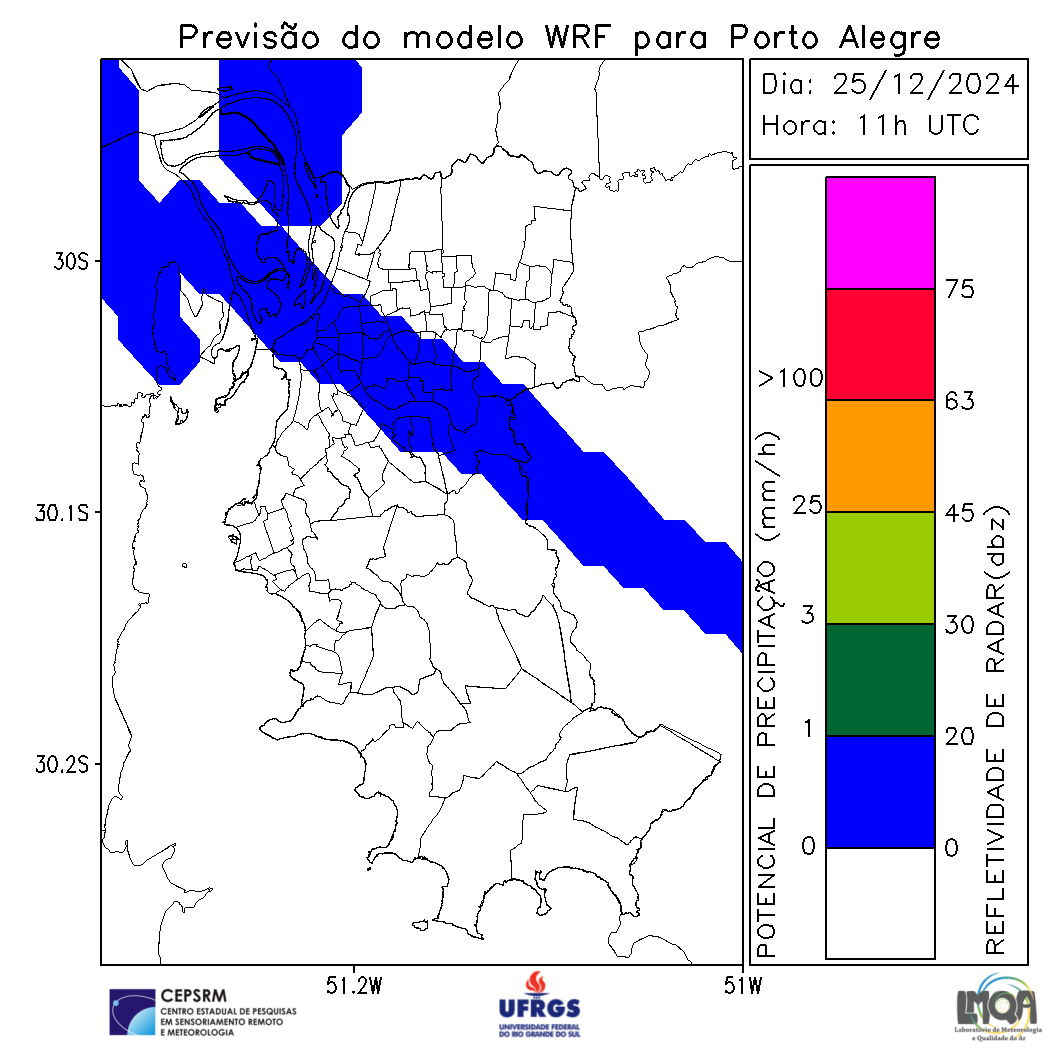 Previsão do modelo WRF para Porto Alegre
Dia: 25/12/2024
Hora: 11h UTC
30S
30.1S
30.2S
51.2W
51W
POTENCIAL DE PRECIPITAÇÃO (mm/h)
>100
25
3
1
0
75
63
45
30
20
0
REFLETIVIDADE DE RADAR(dbz)
CEPSRM
CENTRO ESTADUAL DE PESQUISAS
EM SENSORIAMENTO REMOTO
E METEOROLOGIA
UFRGS
UNIVERSIDADE FEDERAL
DO RIO GRANDE DO SUL
LMQA
Laboratório de Meteorologia
e Qualidade do Ar